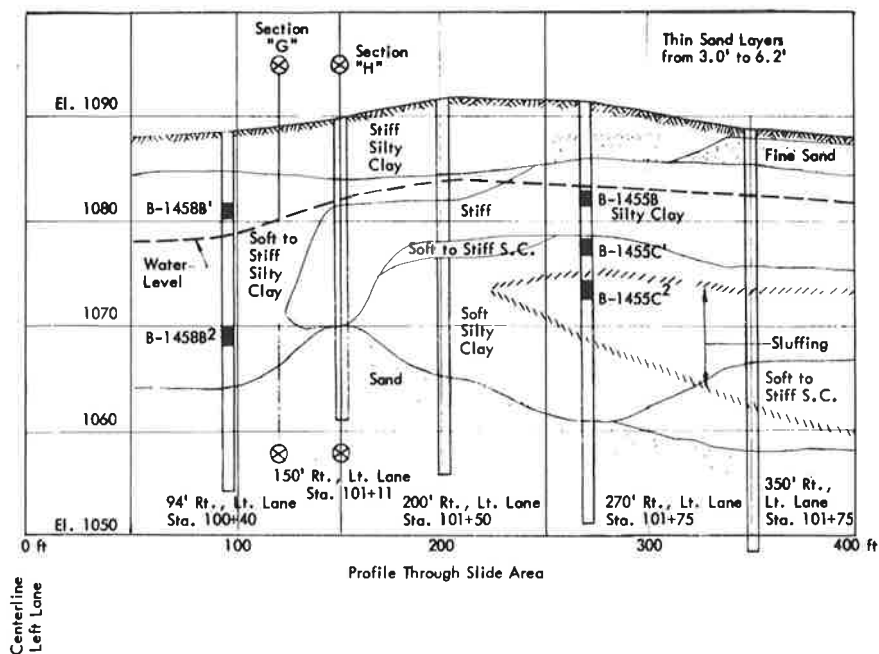 Section
"G"
Section
"H"
Thin Sand Layers
from 3.0' to 6.2'
El. 1090
Stiff
Silty
Clay
Fine Sand
B-1458B'
1080
Stiff
B-1455B
Silty Clay
Soft to
Stiff
Silty
Clay
Soft to Stiff S.C.
B-1455C'
Water
Level
B-1455C2
1070
B-1458B2
Soft
Silty
Clay
Sluffing
Sand
Soft to
Stiff S.C.
1060
94' Rt., Lt. Lane
Sta. 100+40
150' Rt., Lt. Lane
Sta. 101+11
200' Rt., Lt. Lane
Sta. 101+50
270' Rt., Lt. Lane
Sta. 101+75
350' Rt.,
Lt. Lane
Sta. 101+75
El. 1050
0 ft
100
200
300
400 ft
Profile Through Slide Area
Centerline
Left Lane